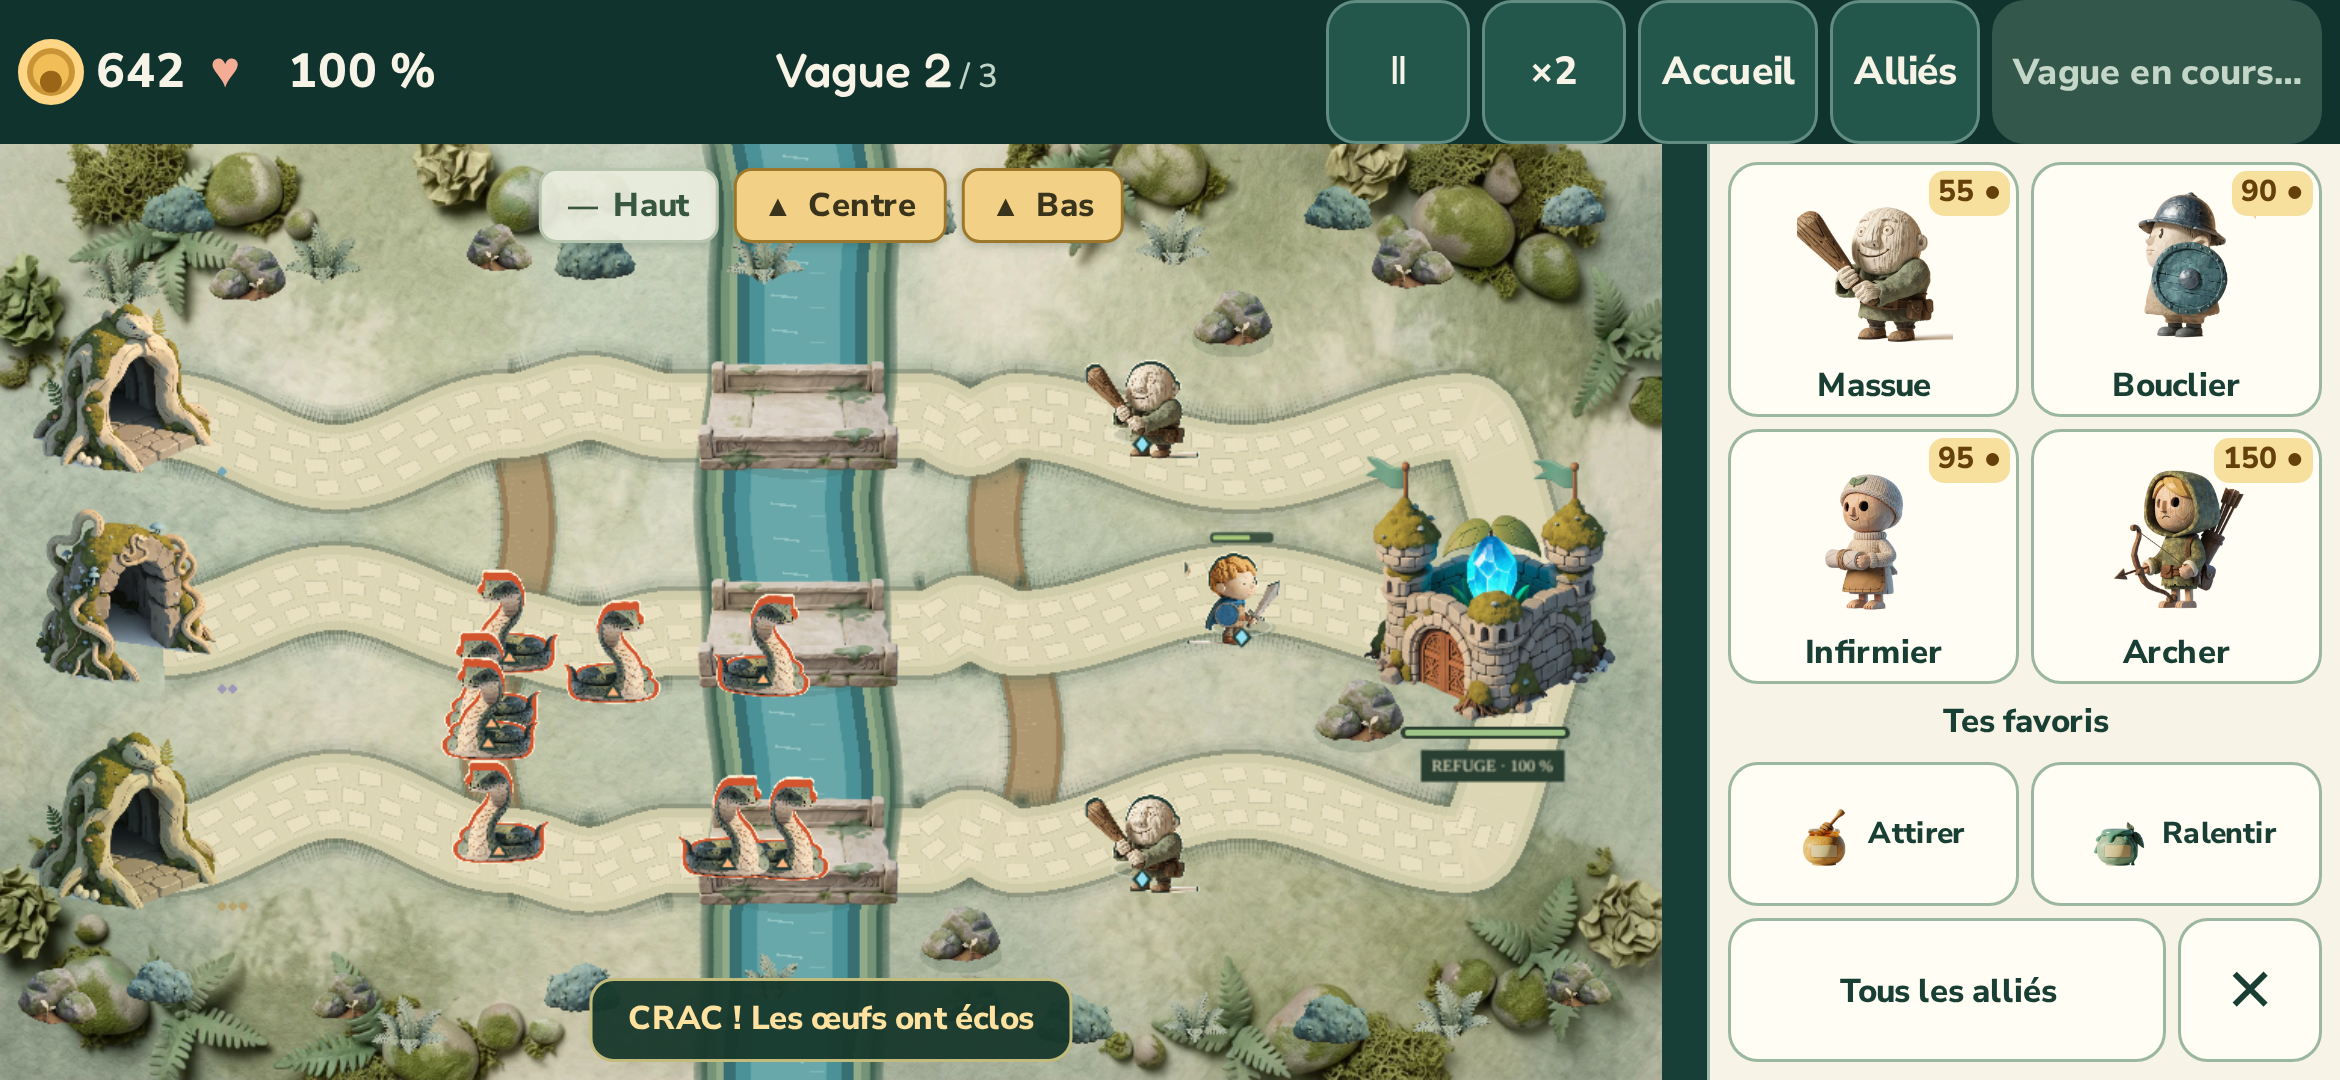 642 ♥ 100 %
Vague 2 / 3
II
×2
Accueil
Alliés
Vague en cours...
— Haut
▲ Centre
▲ Bas
55 ●
Massue
90 ●
Bouclier
95 ●
Infirmier
150 ●
Archer
Tes favoris
Attirer
Ralentir
Tous les alliés
✕
REFUGE · 100 %
CRAC ! Les œufs ont éclos